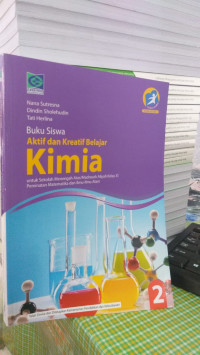 Nana Sutresna
Dindin Sholehudin
Tati Herlina
Buku Siswa
Aktif dan Kreatif Belajar
Kimia
untuk Sekolah Menengah Atas/Madrasah Aliyah Kelas XI
Peminatan Matematika dan Ilmu-Ilmu Alam
2